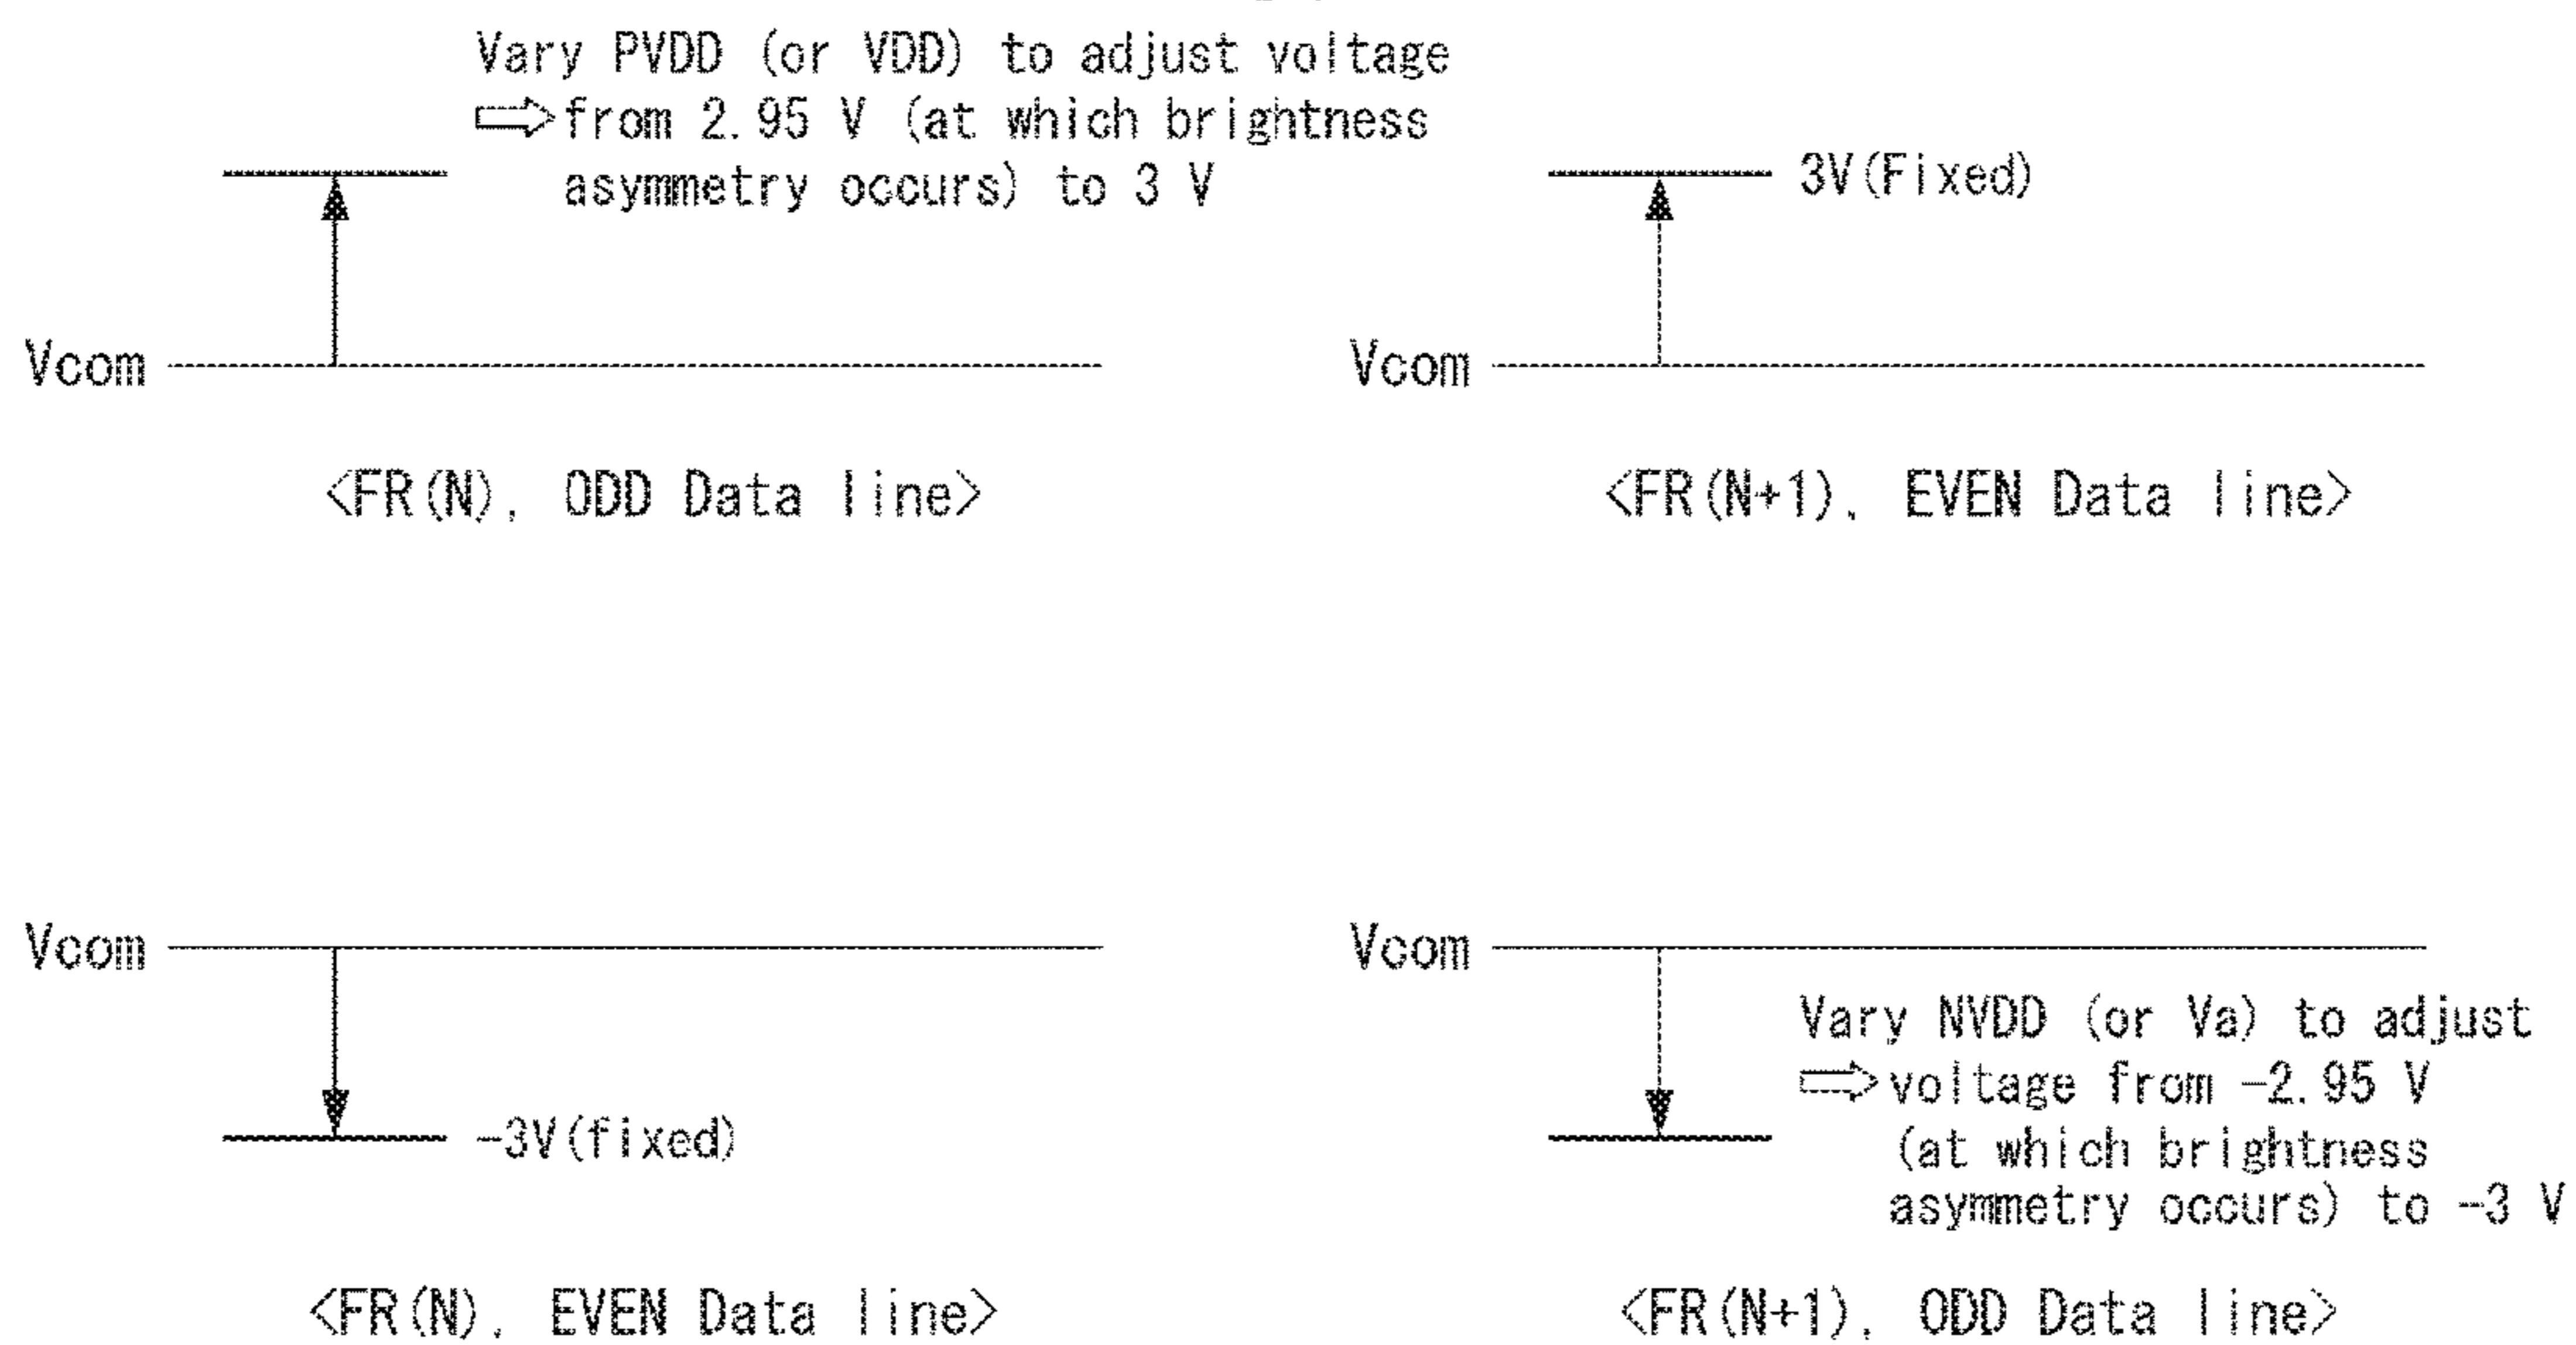 Vary PVDD (or VDD) to adjust voltage
⇨from 2.95 V (at which brightness
asymmetry occurs) to 3 V
3V(Fixed)
Vcom
Vcom
<FR(N), ODD Data line>
<FR(N+1), EVEN Data line>
Vcom
Vcom
Vary NVDD (or Va) to adjust
⇨voltage from -2.95 V
(at which brightness
asymmetry occurs) to -3 V
-3V(fixed)
<FR(N), EVEN Data line>
<FR(N+1), ODD Data line>